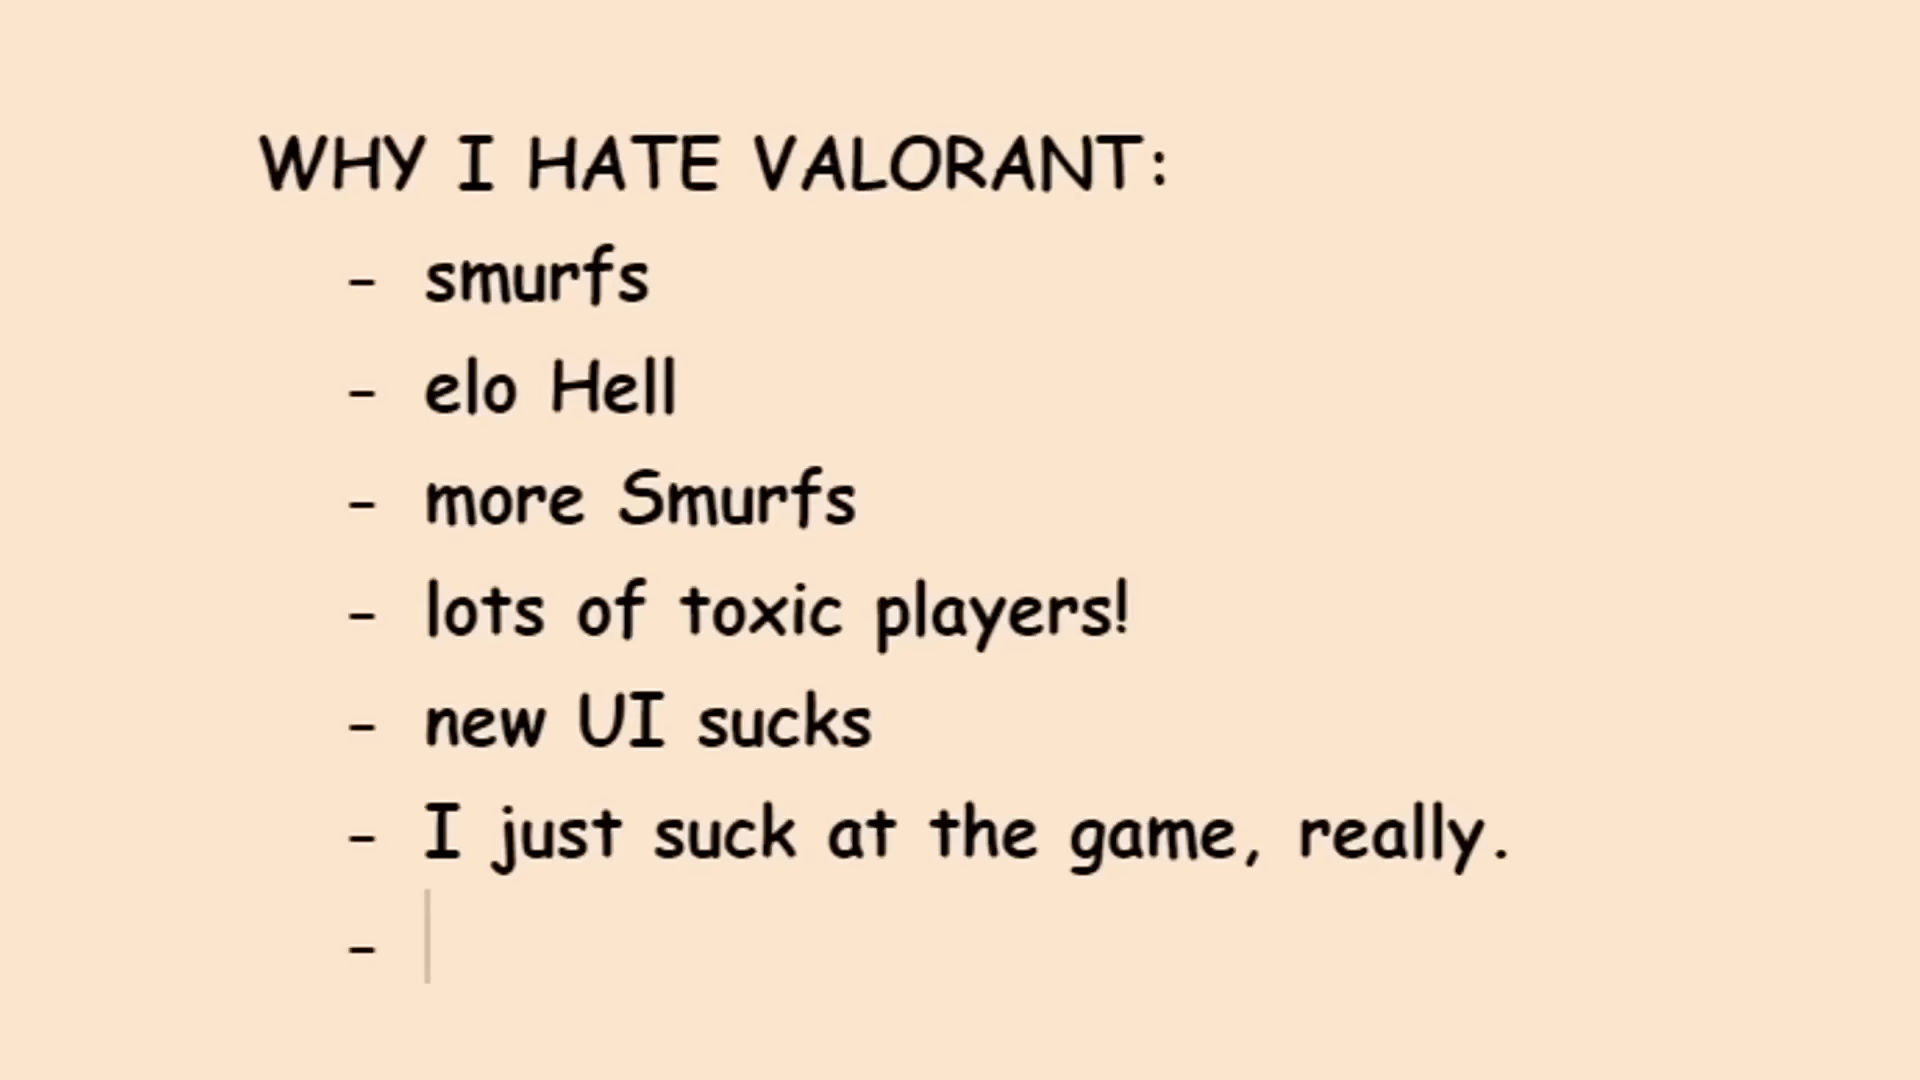 WHY I HATE VALORANT:
- smurfs
- elo Hell
- more Smurfs
- lots of toxic players!
- new UI sucks
- I just suck at the game, really.
-